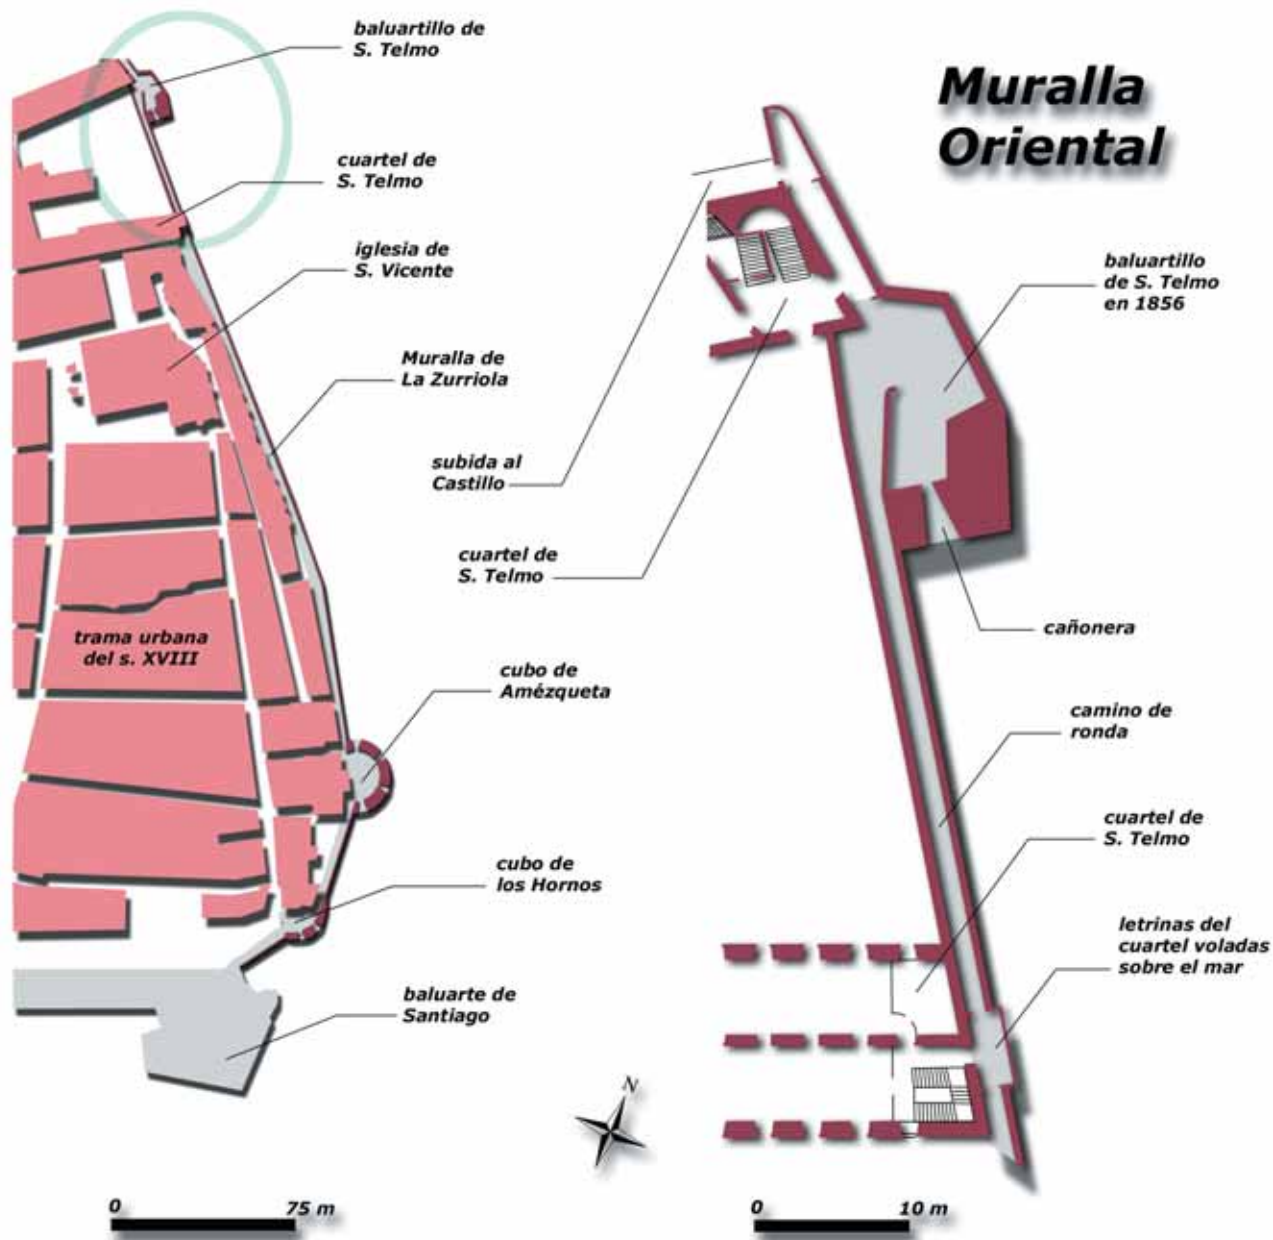 Muralla
Oriental
baluartillo de
S. Telmo
cuartel de
S. Telmo
iglesia de
S. Vicente
Muralla de
La Zurriola
trama urbana
del s. XVIII
cubo de
Amézqueta
cubo de
los Hornos
baluarte de
Santiago
0 75 m
baluartillo
de S. Telmo
en 1856
subida al
Castillo
cuartel de
S. Telmo
cañonera
camino de
ronda
cuartel de
S. Telmo
letrinas del
cuartel voladas
sobre el mar
N
0 10 m